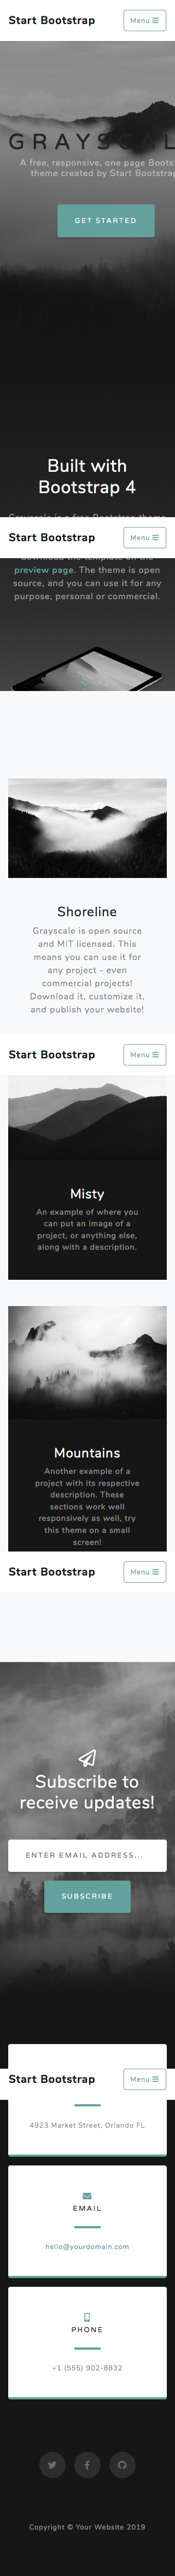 Start Bootstrap
Menu
GRAYSCAL
A free, responsive, one page Boots
theme created by Start Bootstrap
GET STARTED
Built with
Bootstrap 4
Start Bootstrap
Menu
preview page. The theme is open
source, and you can use it for any
purpose, personal or commercial.
Shoreline
Grayscale is open source
and MIT licensed. This
means you can use it for
any project - even
commercial projects!
Download it, customize it,
and publish your website!
Start Bootstrap
Menu
Misty
An example of where you
can put an image of a
project, or anything else,
along with a description.
Mountains
Another example of a
project with its respective
description. These
sections work well
responsively as well, try
this theme on a small
screen!
Start Bootstrap
Menu
Subscribe to
receive updates!
ENTER EMAIL ADDRESS...
SUBSCRIBE
Start Bootstrap
Menu
4923 Market Street, Orlando FL
EMAIL
hello@yourdomain.com
PHONE
+1 (555) 902-8832
Copyright © Your Website 2019